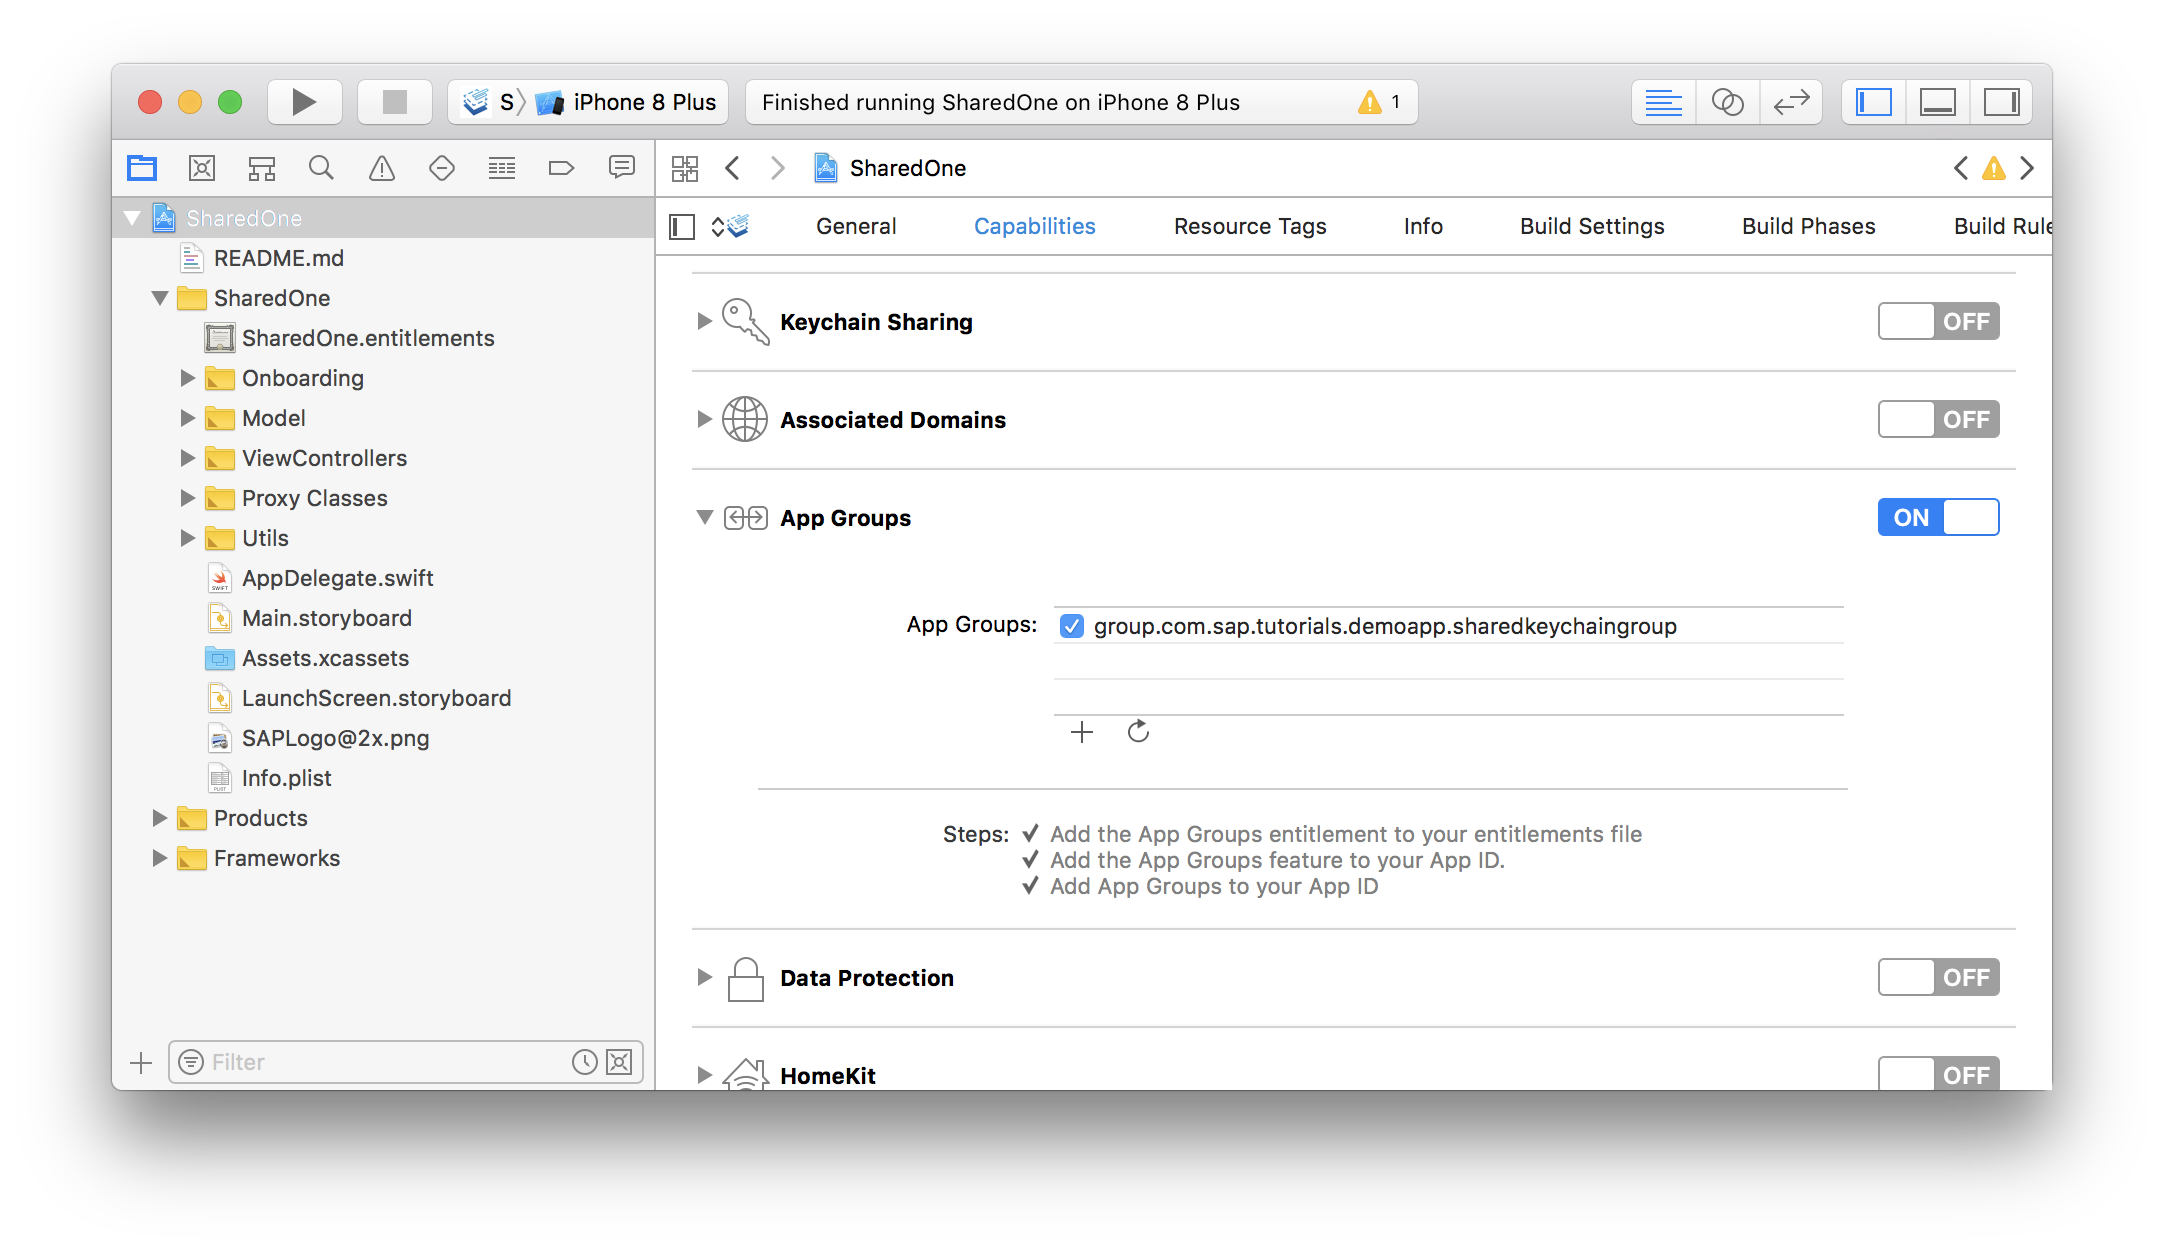 S iPhone 8 Plus
Finished running SharedOne on iPhone 8 Plus
1
SharedOne
SharedOne
README.md
SharedOne
SharedOne.entitlements
Onboarding
Model
ViewControllers
Proxy Classes
Utils
AppDelegate.swift
Main.storyboard
Assets.xcassets
LaunchScreen.storyboard
SAPLogo@2x.png
Info.plist
Products
Frameworks
Filter
General Capabilities Resource Tags Info Build Settings Build Phases Build Rule
Keychain Sharing OFF
Associated Domains OFF
App Groups ON
App Groups: group.com.sap.tutorials.demoapp.sharedkeychaingroup
Steps: ✓ Add the App Groups entitlement to your entitlements file
✓ Add the App Groups feature to your App ID.
✓ Add App Groups to your App ID
Data Protection OFF
HomeKit OFF